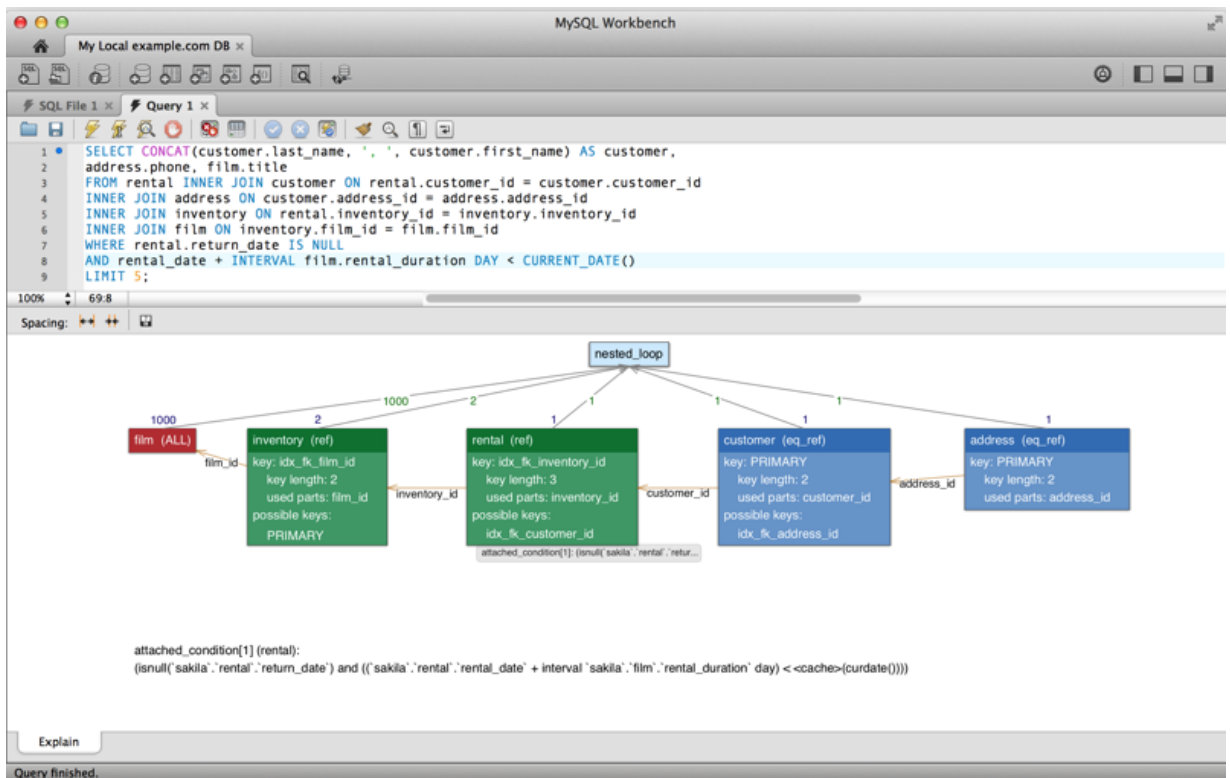 MySQL Workbench
My Local example.com DB ×
SQL File 1 × Query 1 ×
1 SELECT CONCAT(customer.last_name, ', ', customer.first_name) AS customer,
2 address.phone, film.title
3 FROM rental INNER JOIN customer ON rental.customer_id = customer.customer_id
4 INNER JOIN address ON customer.address_id = address.address_id
5 INNER JOIN inventory ON rental.inventory_id = inventory.inventory_id
6 INNER JOIN film ON inventory.film_id = film.film_id
7 WHERE rental.return_date IS NULL
8 AND rental_date + INTERVAL film.rental_duration DAY < CURRENT_DATE()
9 LIMIT 5;
100% 69:8
Spacing:
nested_loop
1000 2 1 1 1
1000 2 1 1 1
film (ALL)
film_id
inventory (ref)
key: idx_fk_film_id
key length: 2
used parts: film_id
possible keys:
PRIMARY
inventory_id
rental (ref)
key: idx_fk_inventory_id
key length: 3
used parts: inventory_id
possible keys:
idx_fk_customer_id
attached_condition[1]: (isnull(`sakila`.`rental`.`retur...
customer_id
customer (eq_ref)
key: PRIMARY
key length: 2
used parts: customer_id
possible keys:
idx_fk_address_id
address_id
address (eq_ref)
key: PRIMARY
key length: 2
used parts: address_id
attached_condition[1] (rental):
(isnull(`sakila`.`rental`.`return_date`) and ((`sakila`.`rental`.`rental_date` + interval `sakila`.`film`.`rental_duration` day) < <cache>(curdate())))
Explain
Query finished.